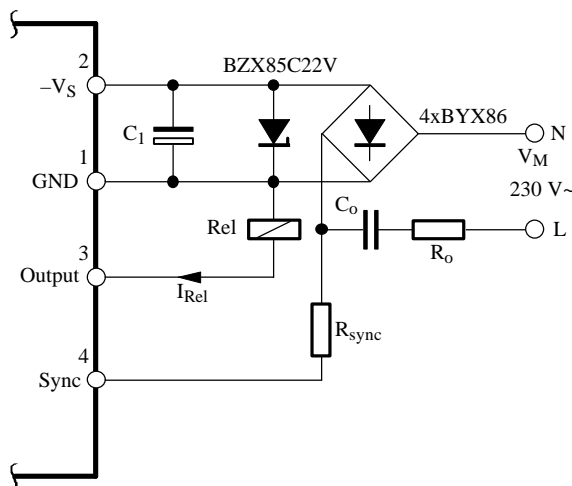 2
–VS
BZX85C22V
4xBYX86
N
VM
C1
1
GND
230 V~
Co
L
Rel
Ro
3
Output
IRel
Rsync
4
Sync